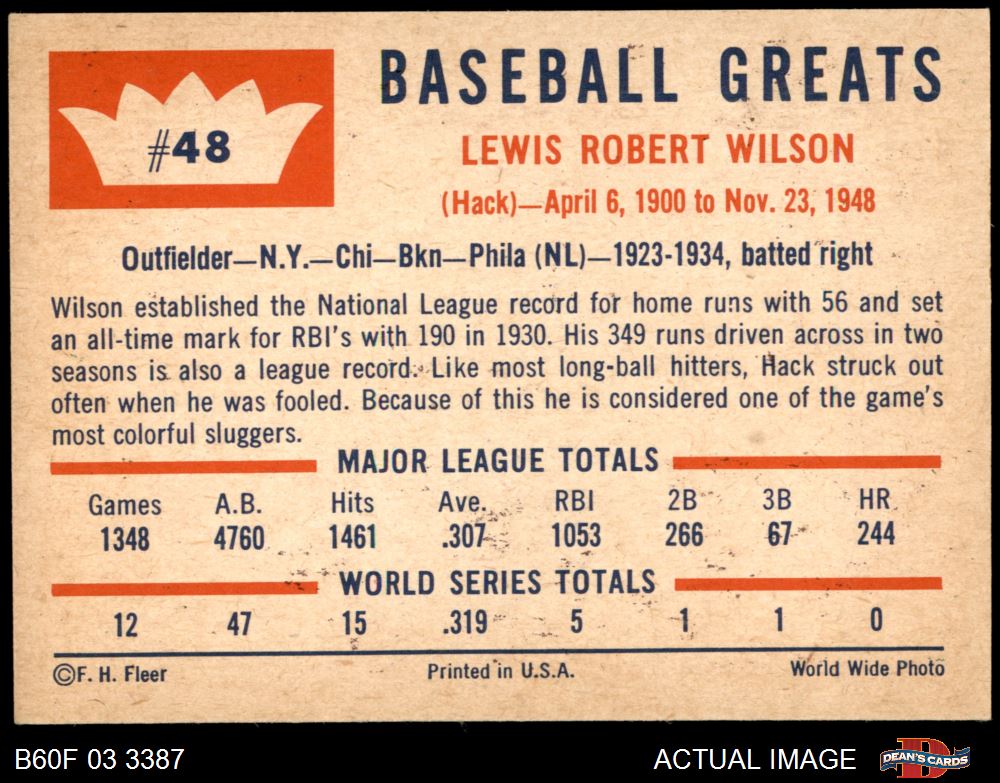 #48
BASEBALL GREATS
LEWIS ROBERT WILSON
(Hack)—April 6, 1900 to Nov. 23, 1948
Outfielder—N.Y.—Chi—Bkn—Phila (NL)—1923-1934, batted right
Wilson established the National League record for home runs with 56 and set
an all-time mark for RBI's with 190 in 1930. His 349 runs driven across in two
seasons is also a league record. Like most long-ball hitters, Hack struck out
often when he was fooled. Because of this he is considered one of the game's
most colorful sluggers.
MAJOR LEAGUE TOTALS
Games A.B. Hits Ave. RBI 2B 3B HR
1348 4760 1461 .307 1053 266 67 244
WORLD SERIES TOTALS
12 47 15 .319 5 1 1 0
©F. H. Fleer Printed in U.S.A. World Wide Photo
B60F 03 3387 ACTUAL IMAGE D DEAN'S CARDS